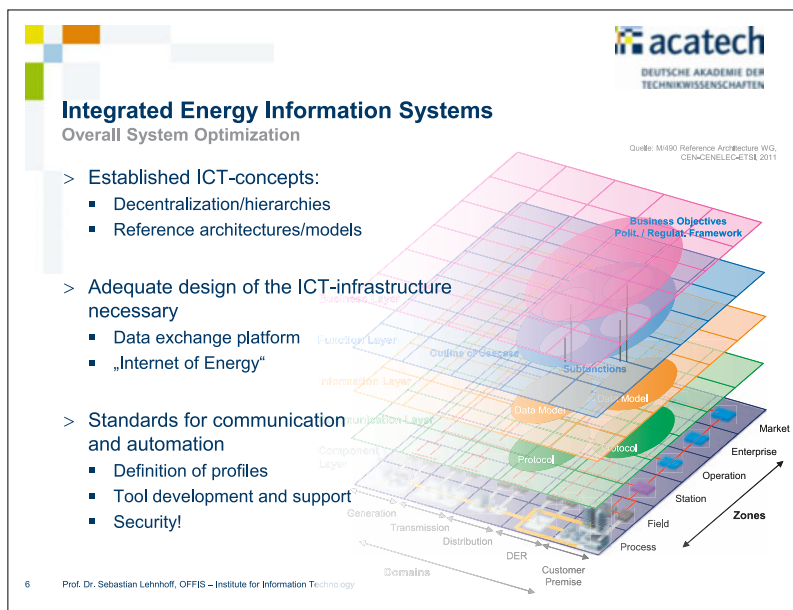 acatech
DEUTSCHE AKADEMIE DER
TECHNIKWISSENSCHAFTEN
Integrated Energy Information Systems
Overall System Optimization
Quelle: M/490 Reference Architecture WG,
CEN-CENELEC-ETSI, 2011
> Established ICT-concepts:
▪ Decentralization/hierarchies
▪ Reference architectures/models
> Adequate design of the ICT-infrastructure
necessary
▪ Data exchange platform
▪ „Internet of Energy“
> Standards for communication
and automation
▪ Definition of profiles
▪ Tool development and support
▪ Security!
Business Objectives
Polit. / Regulat. Framework
Business Layer
Function Layer
Outline of Usecase
Subfunctions
Information Layer
Data Model
Data Model
Communication Layer
Protocol
Protocol
Component
Layer
Market
Enterprise
Operation
Station
Field
Process
Zones
Generation
Transmission
Distribution
DER
Customer
Premise
Domains
6 Prof. Dr. Sebastian Lehnhoff, OFFIS – Institute for Information Technology